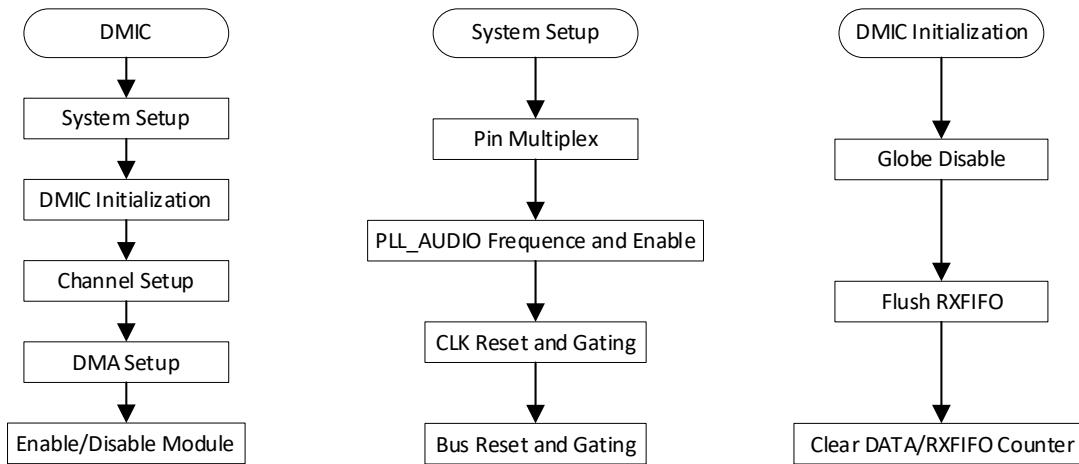 DMIC
System Setup
DMIC Initialization
Channel Setup
DMA Setup
Enable/Disable Module
System Setup
Pin Multiplex
PLL_AUDIO Frequence and Enable
CLK Reset and Gating
Bus Reset and Gating
DMIC Initialization
Globe Disable
Flush RXFIFO
Clear DATA/RXFIFO Counter